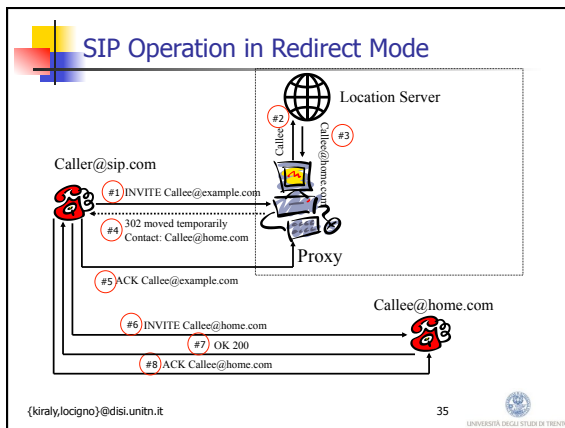 SIP Operation in Redirect Mode
Location Server
#2
Callee
#3
Callee@home.com
Caller@sip.com
#1 INVITE Callee@example.com
#4 302 moved temporarily
Contact: Callee@home.com
Proxy
#5 ACK Callee@example.com
Callee@home.com
#6 INVITE Callee@home.com
#7 OK 200
#8 ACK Callee@home.com
{kiraly,locigno}@disi.unitn.it
35
UNIVERSITÀ DEGLI STUDI DI TRENTO